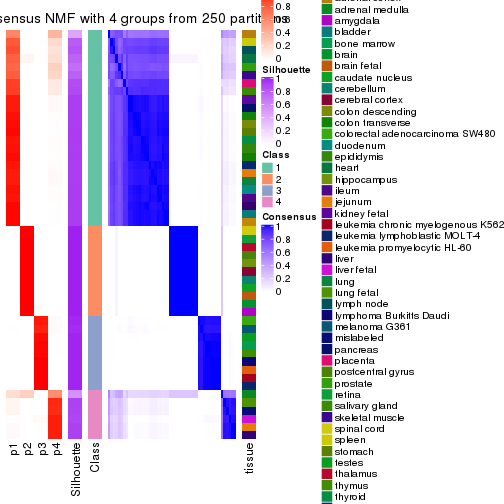 sensus NMF with 4 groups from 250 partitions
0.8
0.6
0.4
0.2
0
Silhouette
1
0.8
0.6
0.4
0.2
0
Class
1
2
3
4
Consensus
1
0.8
0.6
0.4
0.2
0
p1
p2
p3
p4
Silhouette
Class
tissue
adrenal medulla
amygdala
bladder
bone marrow
brain
brain fetal
caudate nucleus
cerebellum
cerebral cortex
colon descending
colon transverse
colorectal adenocarcinoma SW480
duodenum
epididymis
heart
hippocampus
ileum
jejunum
kidney fetal
leukemia chronic myelogenous K562
leukemia lymphoblastic MOLT-4
leukemia promyelocytic HL-60
liver
liver fetal
lung
lung fetal
lymph node
lymphoma Burkitts Daudi
melanoma G361
mislabeled
pancreas
placenta
postcentral gyrus
prostate
retina
salivary gland
skeletal muscle
spinal cord
spleen
stomach
testes
thalamus
thymus
thyroid